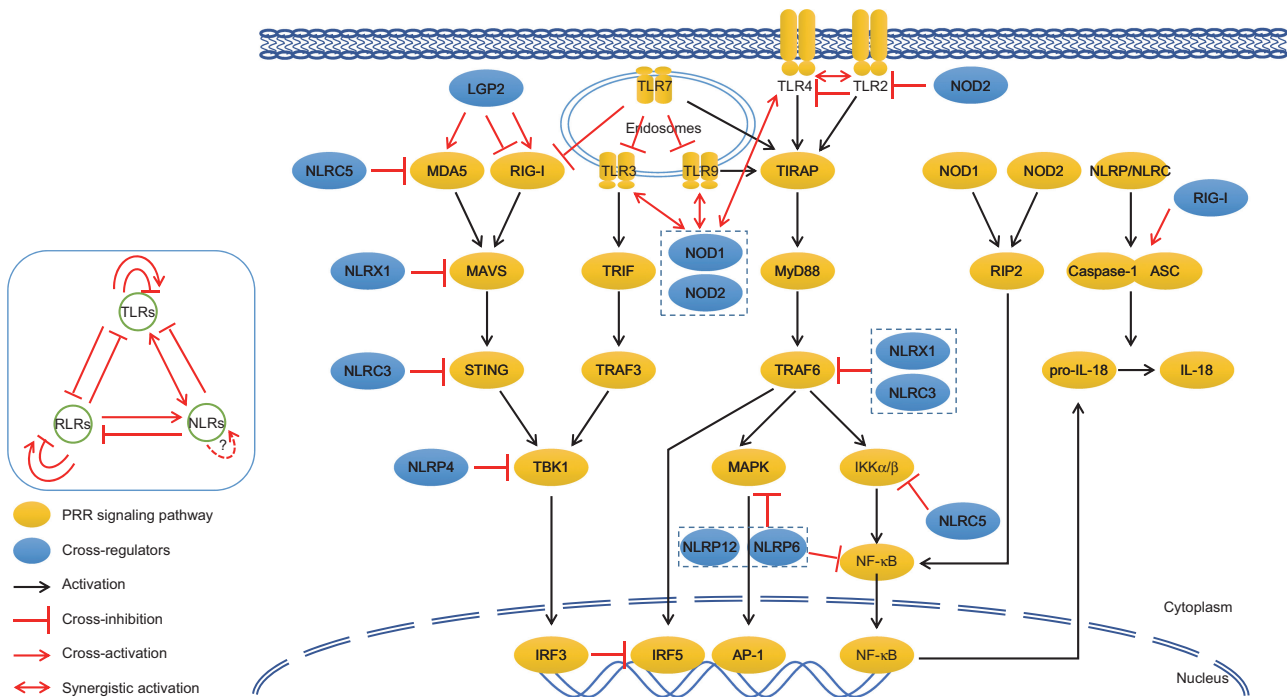 TLR7
TLR4
TLR2
NOD2
LGP2
Endosomes
NLRC5
MDA5
RIG-I
TLR3
TLR9
TIRAP
NOD1
NOD2
NLRP/NLRC
RIG-I
NOD1
NOD2
NLRX1
MAVS
TRIF
MyD88
RIP2
Caspase-1
ASC
TLRs
RLRs
NLRs
?
NLRC3
STING
TRAF3
TRAF6
NLRX1
NLRC3
pro-IL-18
IL-18
NLRP4
TBK1
MAPK
IKKα/β
NLRC5
NLRP12
NLRP6
NF-κB
Cytoplasm
IRF3
IRF5
AP-1
NF-κB
Nucleus
PRR signaling pathway
Cross-regulators
Activation
Cross-inhibition
Cross-activation
Synergistic activation